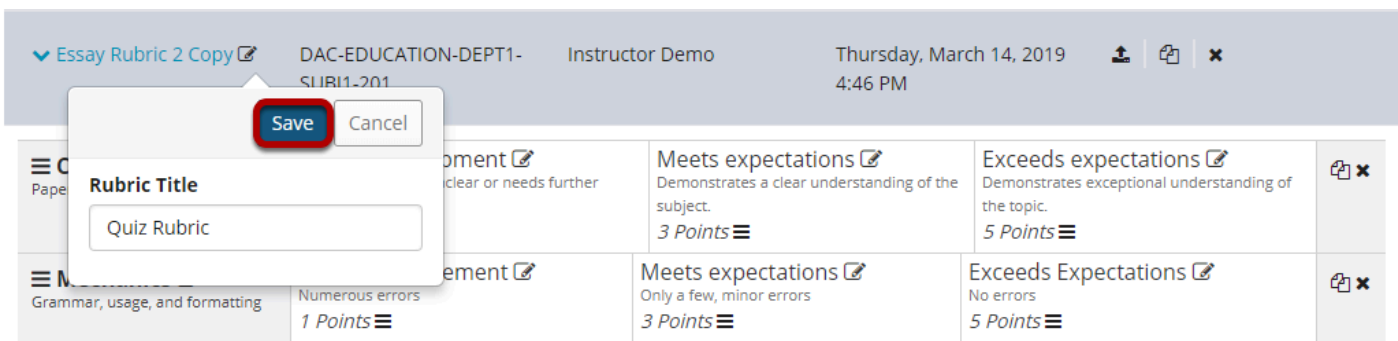 Essay Rubric 2 Copy
DAC-EDUCATION-DEPT1-
SUBJ1-201
Instructor Demo
Thursday, March 14, 2019
4:46 PM
Save
Cancel
Rubric Title
Quiz Rubric
Pape
pment
clear or needs further
Meets expectations
Demonstrates a clear understanding of the
subject.
3 Points
Exceeds expectations
Demonstrates exceptional understanding of
the topic.
5 Points
Grammar, usage, and formatting
ement
Numerous errors
1 Points
Meets expectations
Only a few, minor errors
3 Points
Exceeds Expectations
No errors
5 Points